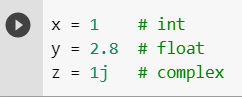 x = 1    # int
y = 2.8  # float
z = 1j   # complex